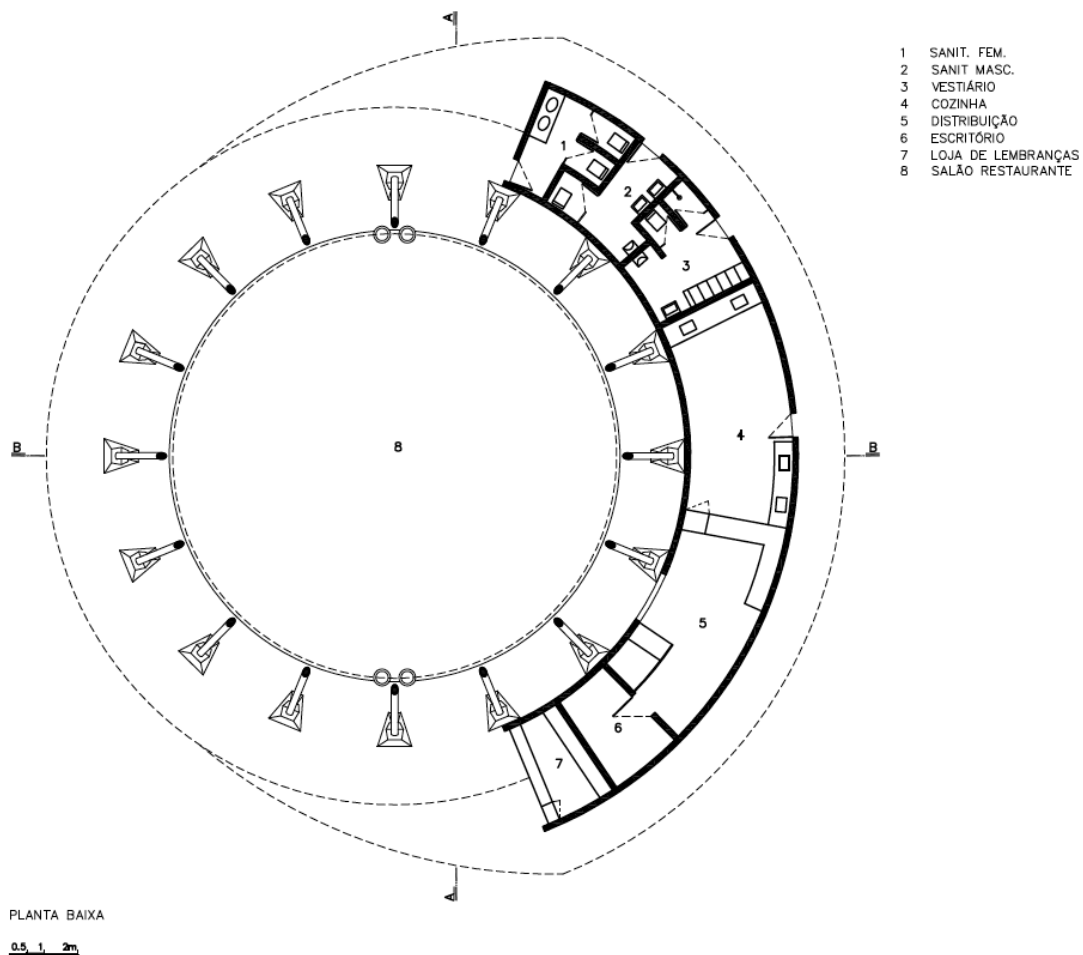 A
1 SANIT. FEM.
2 SANIT MASC.
3 VESTIÁRIO
4 COZINHA
5 DISTRIBUIÇÃO
6 ESCRITÓRIO
7 LOJA DE LEMBRANÇAS
8 SALÃO RESTAURANTE
1
2
3
4
B
8
B
5
6
7
A
PLANTA BAIXA
0.5, 1, 2m,